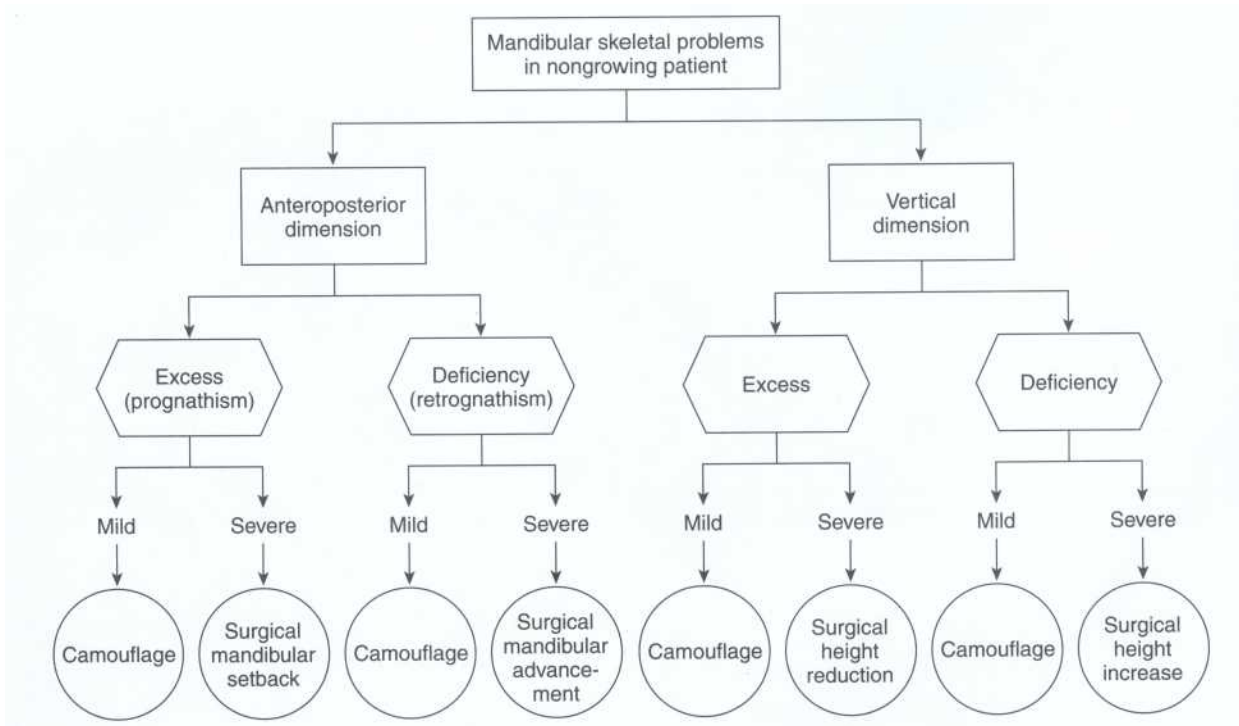 Mandibular skeletal problems
in nongrowing patient
Anteroposterior
dimension
Vertical
dimension
Excess
(prognathism)
Deficiency
(retrognathism)
Excess
Deficiency
Mild
Severe
Mild
Severe
Mild
Severe
Mild
Severe
Camouflage
Surgical
mandibular
setback
Camouflage
Surgical
mandibular
advance-
ment
Camouflage
Surgical
height
reduction
Camouflage
Surgical
height
increase